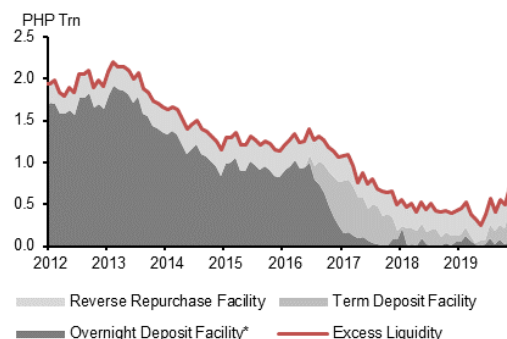 PHP Trn
2.5
2.0
1.5
1.0
0.5
0.0
2012 2013 2014 2015 2016 2017 2018 2019
Reverse Repurchase Facility Term Deposit Facility
Overnight Deposit Facility* Excess Liquidity